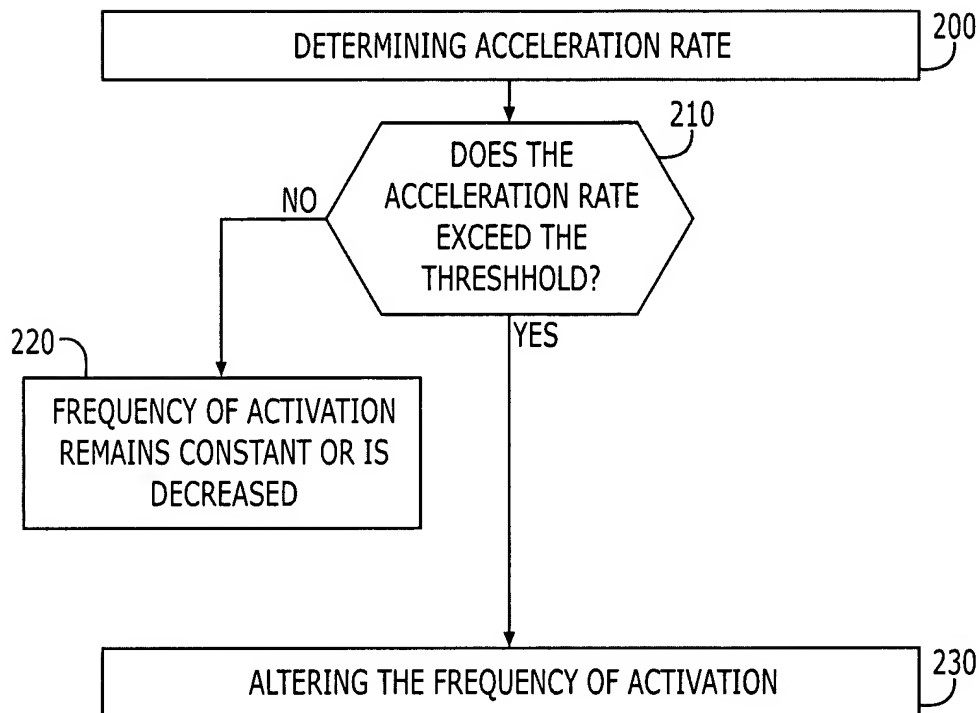 DETERMINING ACCELERATION RATE
200
210
DOES THE
ACCELERATION RATE
EXCEED THE
THRESHHOLD?
NO
YES
220
FREQUENCY OF ACTIVATION
REMAINS CONSTANT OR IS
DECREASED
ALTERING THE FREQUENCY OF ACTIVATION
230